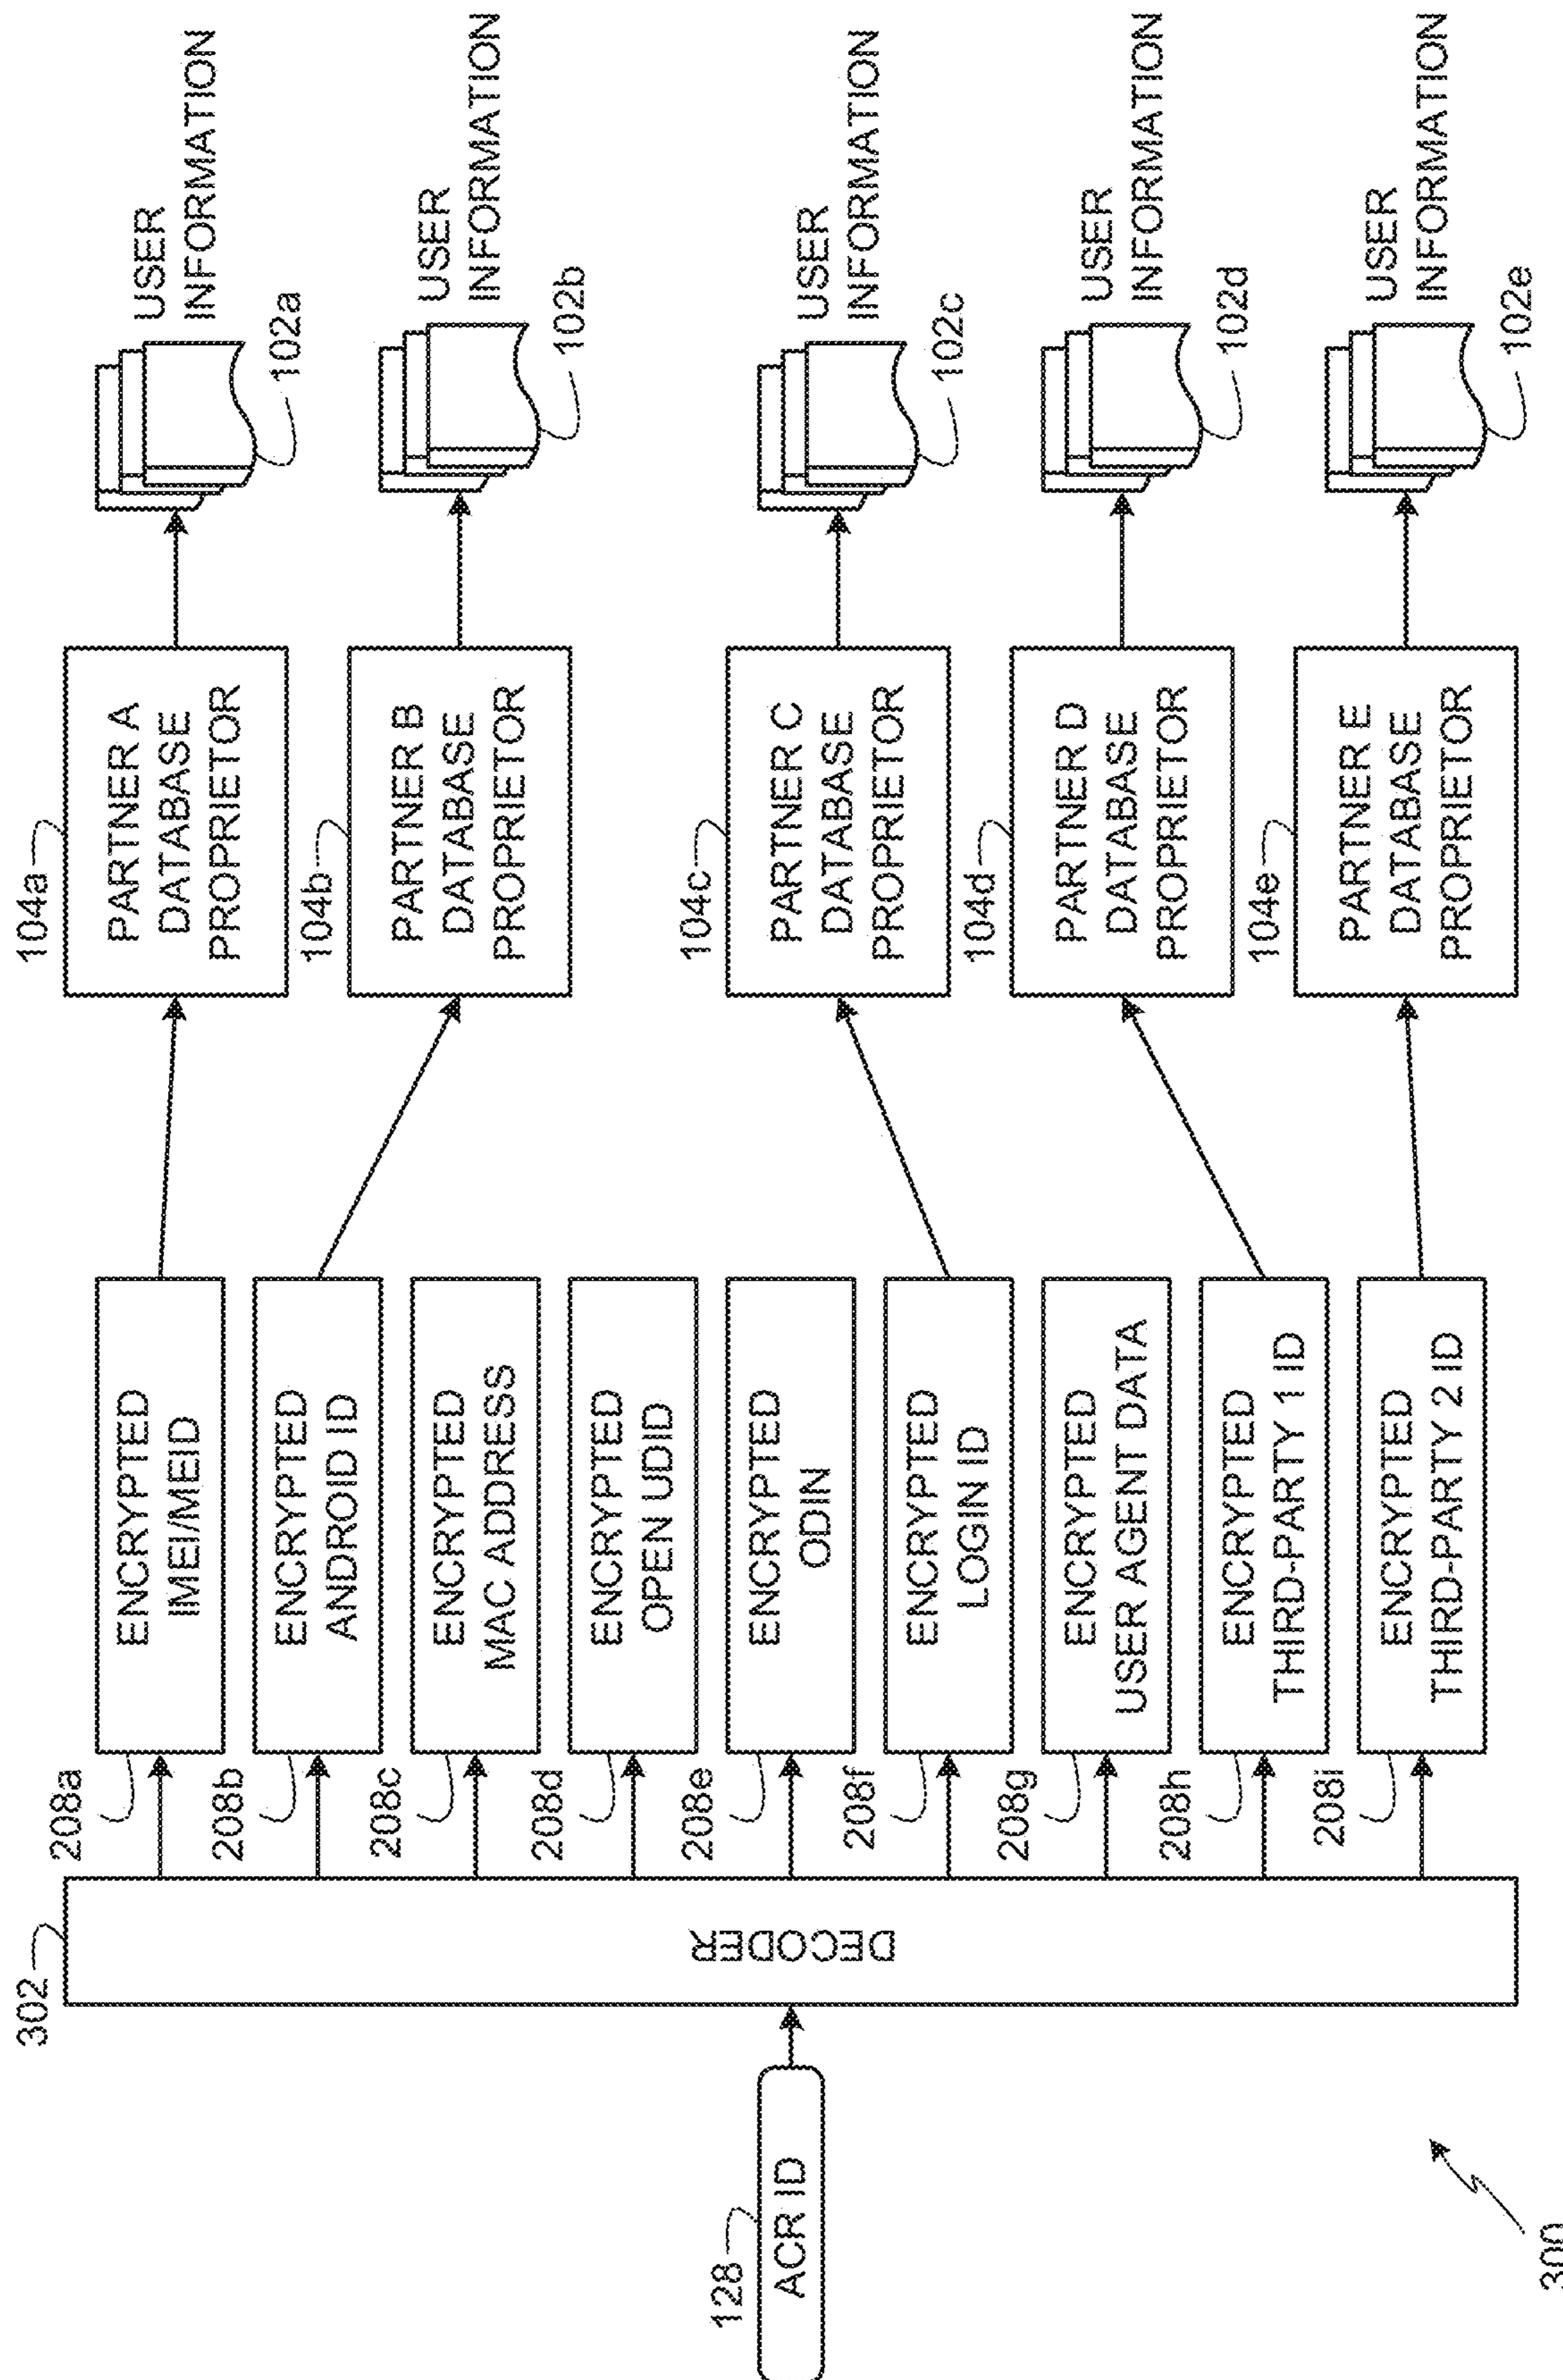 128
ACR ID
302
DECODER
208a
ENCRYPTED
IMEI/MEID
208b
ENCRYPTED
ANDROID ID
208c
ENCRYPTED
MAC ADDRESS
208d
ENCRYPTED
OPEN UDID
208e
ENCRYPTED
ODIN
208f
ENCRYPTED
LOGIN ID
208g
ENCRYPTED
USER AGENT DATA
208h
ENCRYPTED
THIRD-PARTY 1 ID
208i
ENCRYPTED
THIRD-PARTY 2 ID
104a
PARTNER A
DATABASE
PROPRIETOR
104b
PARTNER B
DATABASE
PROPRIETOR
104c
PARTNER C
DATABASE
PROPRIETOR
104d
PARTNER D
DATABASE
PROPRIETOR
104e
PARTNER E
DATABASE
PROPRIETOR
USER
INFORMATION
102a
USER
INFORMATION
102b
USER
INFORMATION
102c
USER
INFORMATION
102d
USER
INFORMATION
102e
300